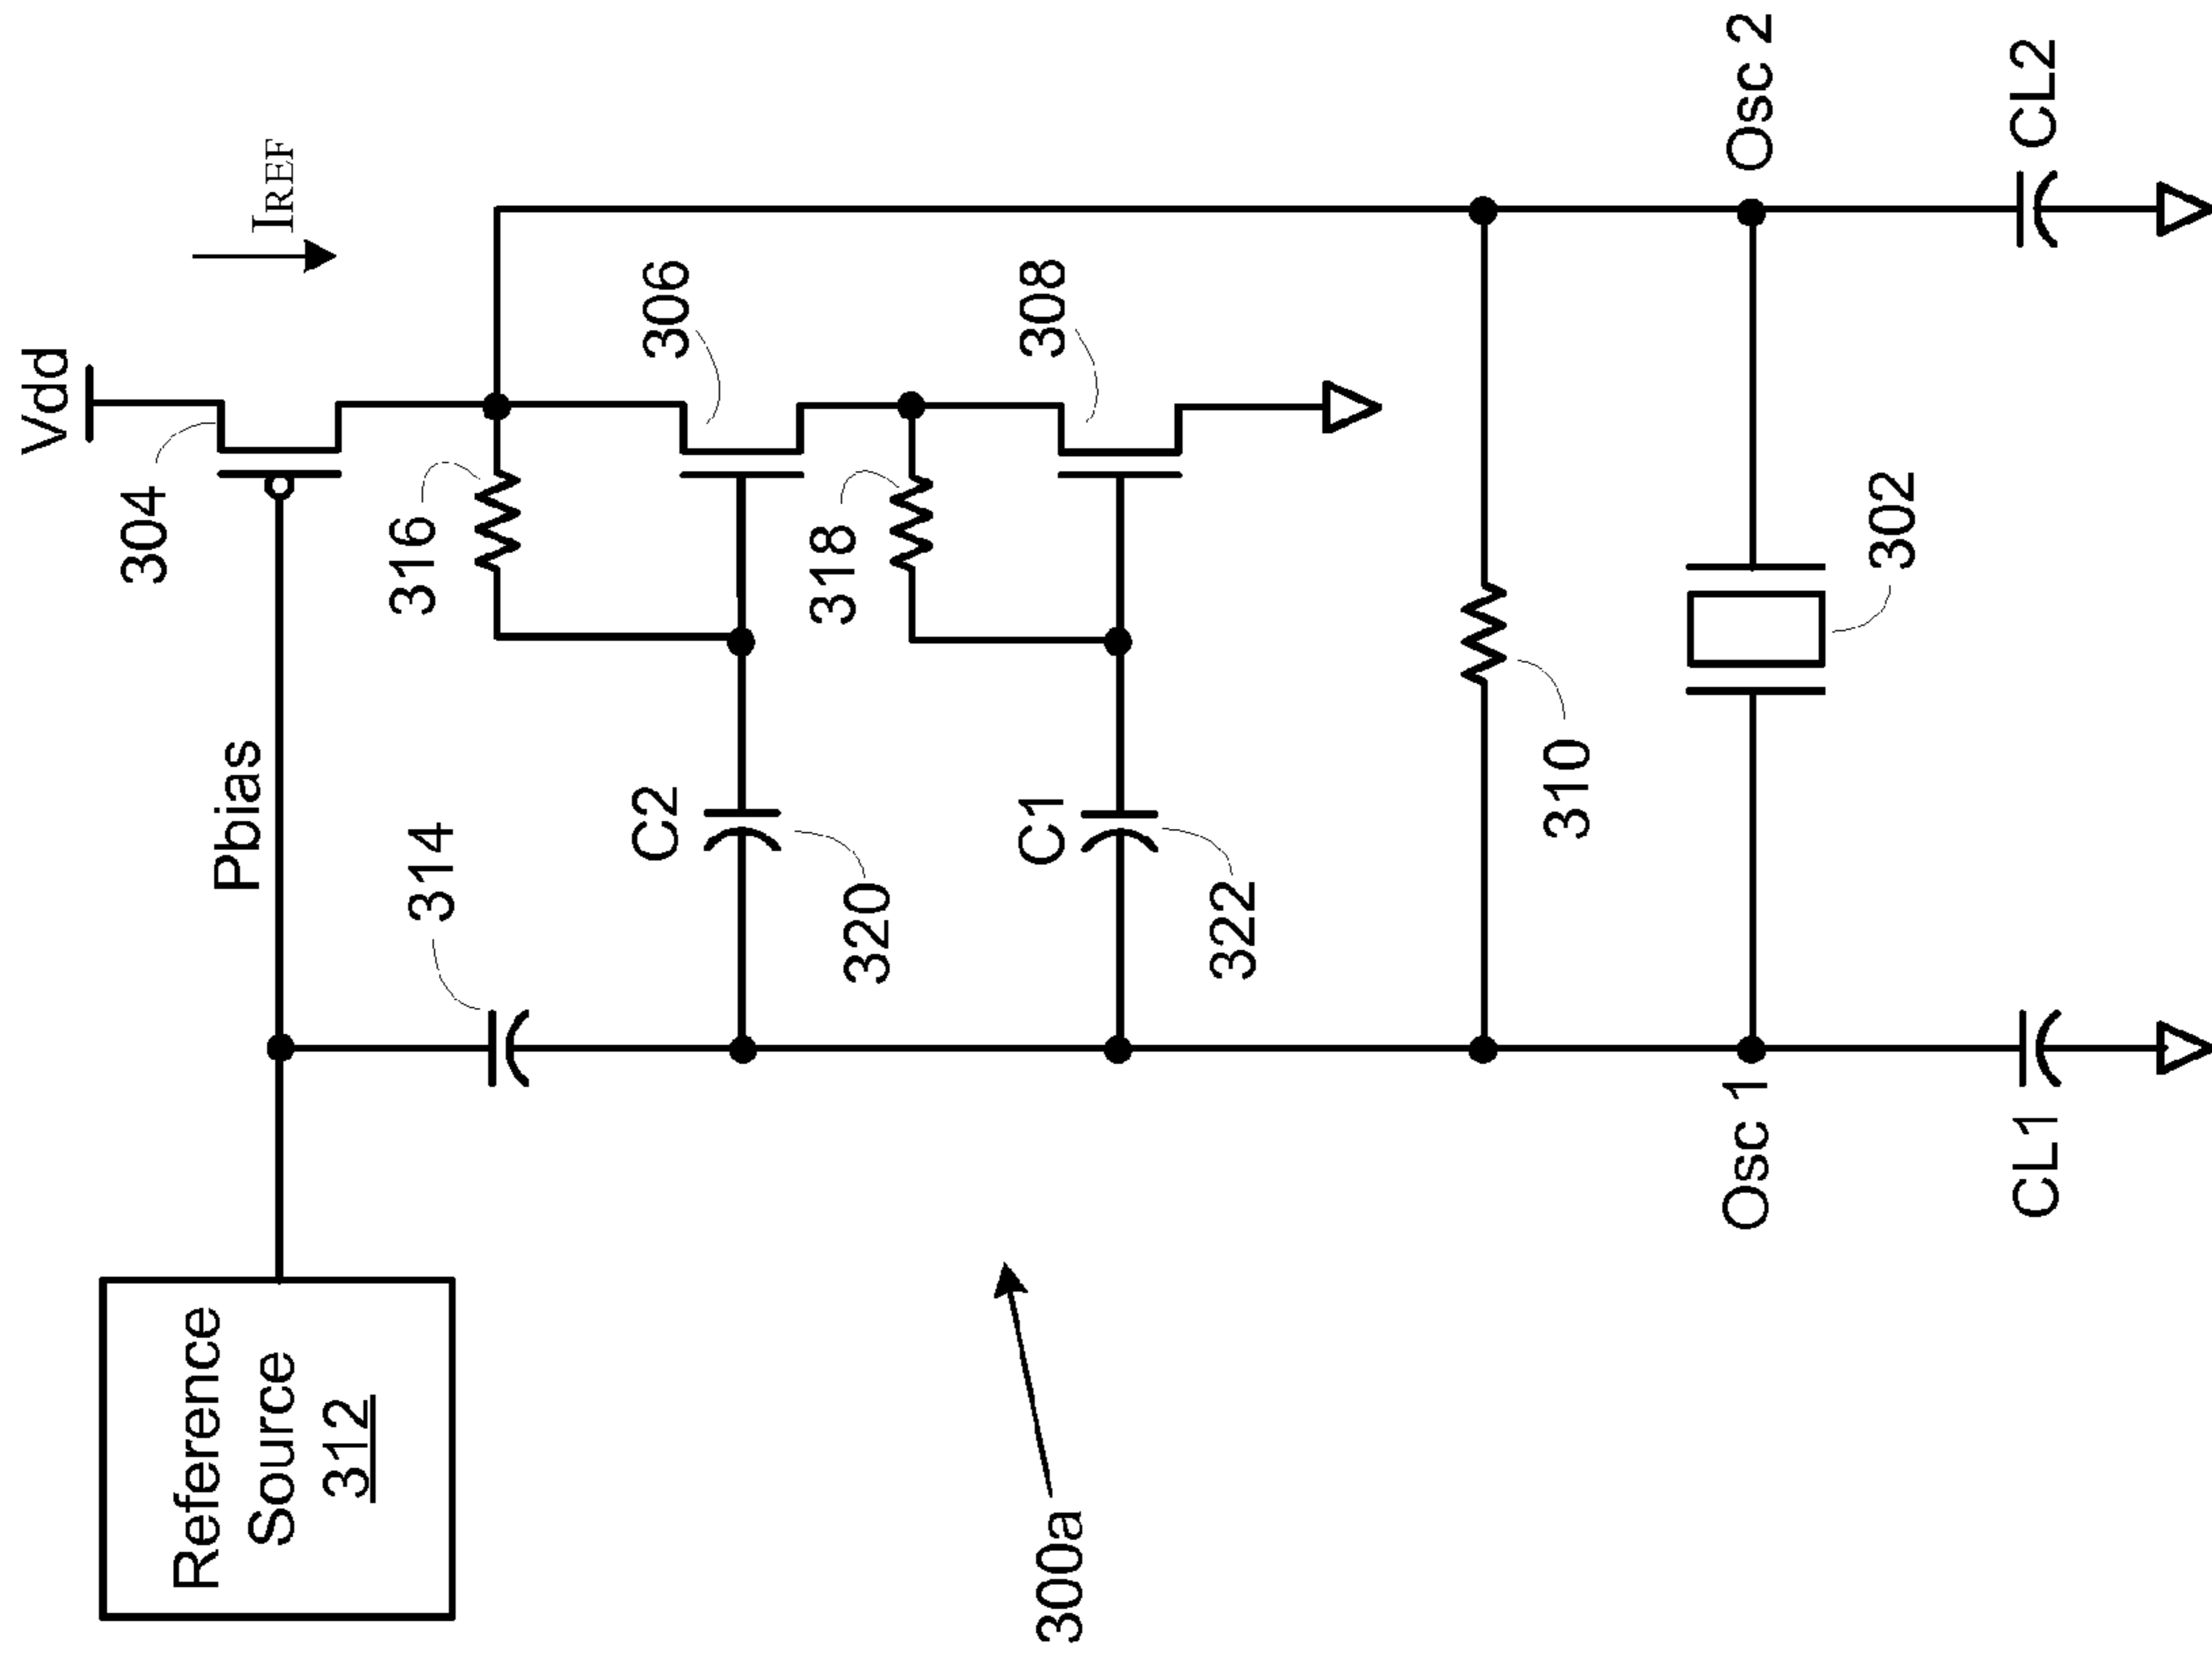 Vdd
304
IREF
Pbias
316
314
306
C2
320
318
308
C1
322
Reference
Source
312
300a
310
Osc 1
302
Osc 2
CL1
CL2